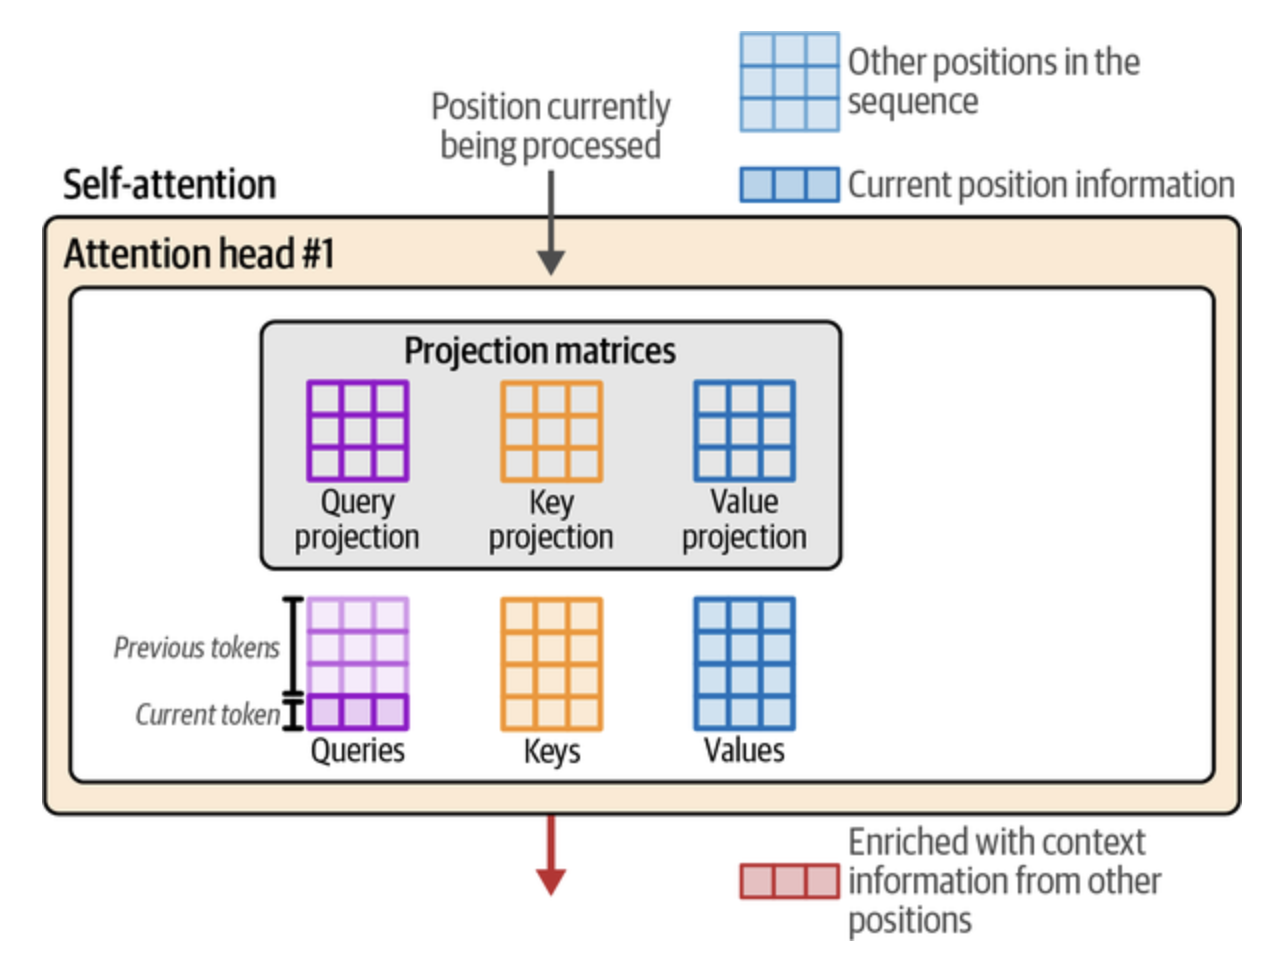 Other positions in the
sequence
Position currently
being processed
Self-attention
Current position information
Attention head #1
Projection matrices
Query
projection
Key
projection
Value
projection
Previous tokens
Current token
Queries
Keys
Values
Enriched with context
information from other
positions